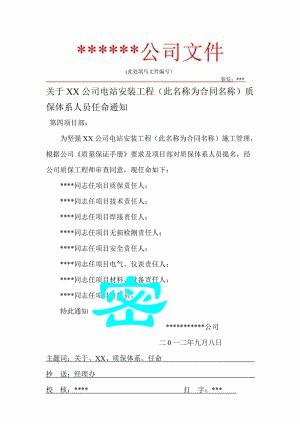 ******公司文件
(此处填写文件编号)
签发：***
关于 XX 公司电站安装工程（此名称为合同名称）质
保体系人员任命通知
第四项目部：
为坚强 XX 公司电站安装工程（此名称为合同名称）施工管理，
根据公司《质量保证手册》要求及项目部对质保体系人员提名，经
公司质保工程师审查同意，现任命如下：
****同志任项目质保责任人；
****同志任项目技术责任人；
****同志任项目焊接责任人；
****同志任项目无损检测责任人；
****同志任项目安全责任人；
****同志任项目电气、仪表责任人；
****同志任项目材料、设备责任人；
****同志任项
特此通知
密
***********公司
二 0 一二年九月八日
主题词：关于、XX、质保体系、任命
抄 送：经理办
校 核：**** 打 字：***